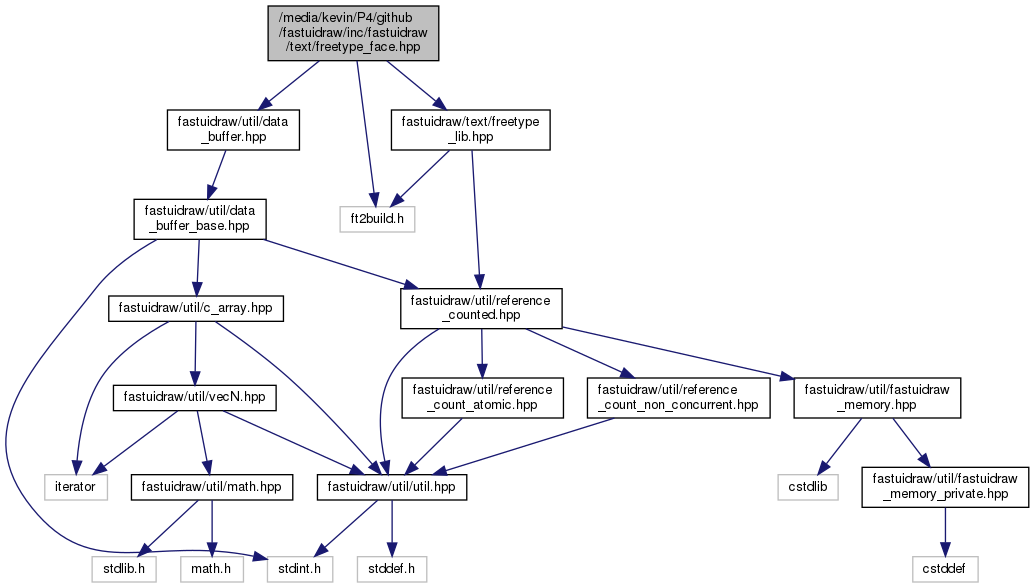 /media/kevin/P4/github
/fastuidraw/inc/fastuidraw
/text/freetype_face.hpp
fastuidraw/util/data
_buffer.hpp
fastuidraw/text/freetype
_lib.hpp
fastuidraw/util/data
_buffer_base.hpp
ft2build.h
fastuidraw/util/c_array.hpp
fastuidraw/util/reference
_counted.hpp
fastuidraw/util/vecN.hpp
fastuidraw/util/reference
_count_atomic.hpp
fastuidraw/util/reference
_count_non_concurrent.hpp
fastuidraw/util/fastuidraw
_memory.hpp
iterator
fastuidraw/util/math.hpp
fastuidraw/util/util.hpp
cstdlib
fastuidraw/util/fastuidraw
_memory_private.hpp
stdlib.h
math.h
stdint.h
stddef.h
cstddef